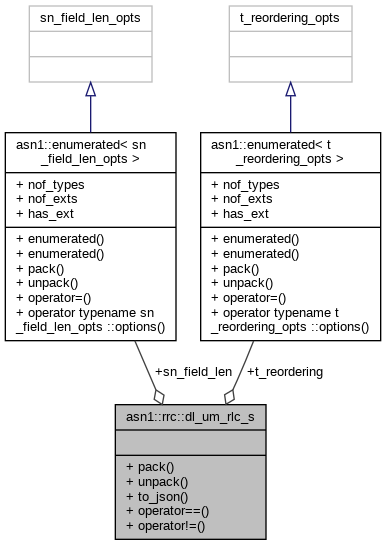 sn_field_len_opts
t_reordering_opts
asn1::enumerated< sn
_field_len_opts >
+ nof_types
+ nof_exts
+ has_ext
+ enumerated()
+ enumerated()
+ pack()
+ unpack()
+ operator=()
+ operator typename sn
_field_len_opts ::options()
asn1::enumerated< t
_reordering_opts >
+ nof_types
+ nof_exts
+ has_ext
+ enumerated()
+ enumerated()
+ pack()
+ unpack()
+ operator=()
+ operator typename t
_reordering_opts ::options()
+sn_field_len
+t_reordering
asn1::rrc::dl_um_rlc_s
+ pack()
+ unpack()
+ to_json()
+ operator==()
+ operator!=()